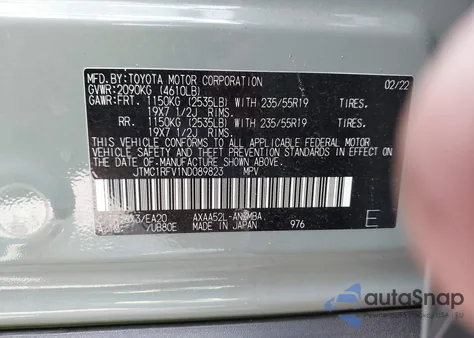 MFD.BY:TOYOTA MOTOR CORPORATION 02/22
GVWR:2090KG (4610LB)
GAWR:FRT. 1150KG (2535LB) WITH 235/55R19 TIRES.
19X7 1/2J RIMS.
RR. 1150KG (2535LB) WITH 235/55R19 TIRES.
19X7 1/2J RIMS.
THIS VEHICLE CONFORMS TO ALL APPLICABLE FEDERAL MOTOR
VEHICLE SAFETY, BUMPER, AND THEFT PREVENTION STANDARDS IN
EFFECT ON THE DATE OF MANUFACTURE SHOWN ABOVE.
JTMC1RFV1ND089823 MPV
/EA20
/UB80E MADE IN JAPAN 976 E
autoSnap